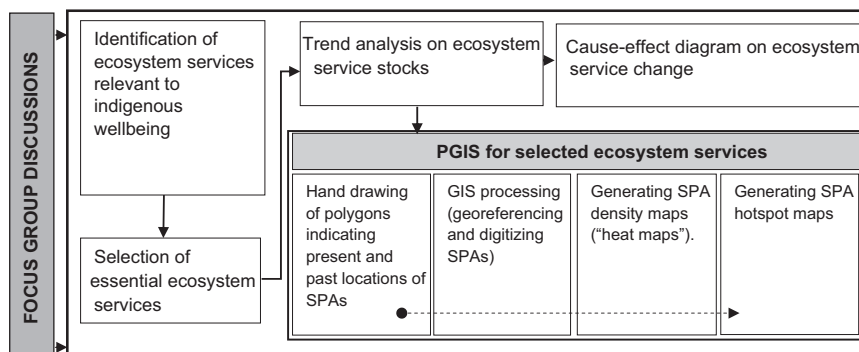 FOCUS GROUP DISCUSSIONS
Identification of
ecosystem services
relevant to
indigenous
wellbeing
Selection of
essential ecosystem
services
Trend analysis on ecosystem
service stocks
Cause-effect diagram on ecosystem
service change
PGIS for selected ecosystem services
Hand drawing
of polygons
indicating
present and
past locations of
SPAs
GIS processing
(georeferencing
and digitizing
SPAs)
Generating SPA
density maps
("heat maps").
Generating SPA
hotspot maps